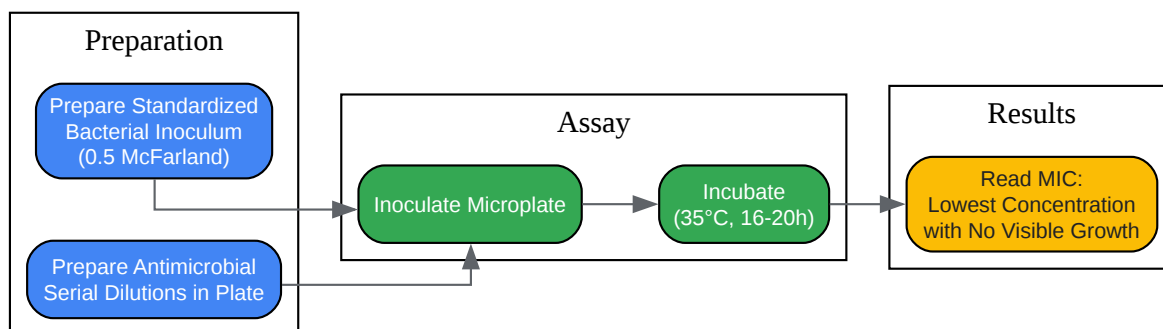 Preparation
Prepare Standardized
Bacterial Inoculum
(0.5 McFarland)
Prepare Antimicrobial
Serial Dilutions in Plate
Assay
Inoculate Microplate
Incubate
(35°C, 16-20h)
Results
Read MIC:
Lowest Concentration
with No Visible Growth